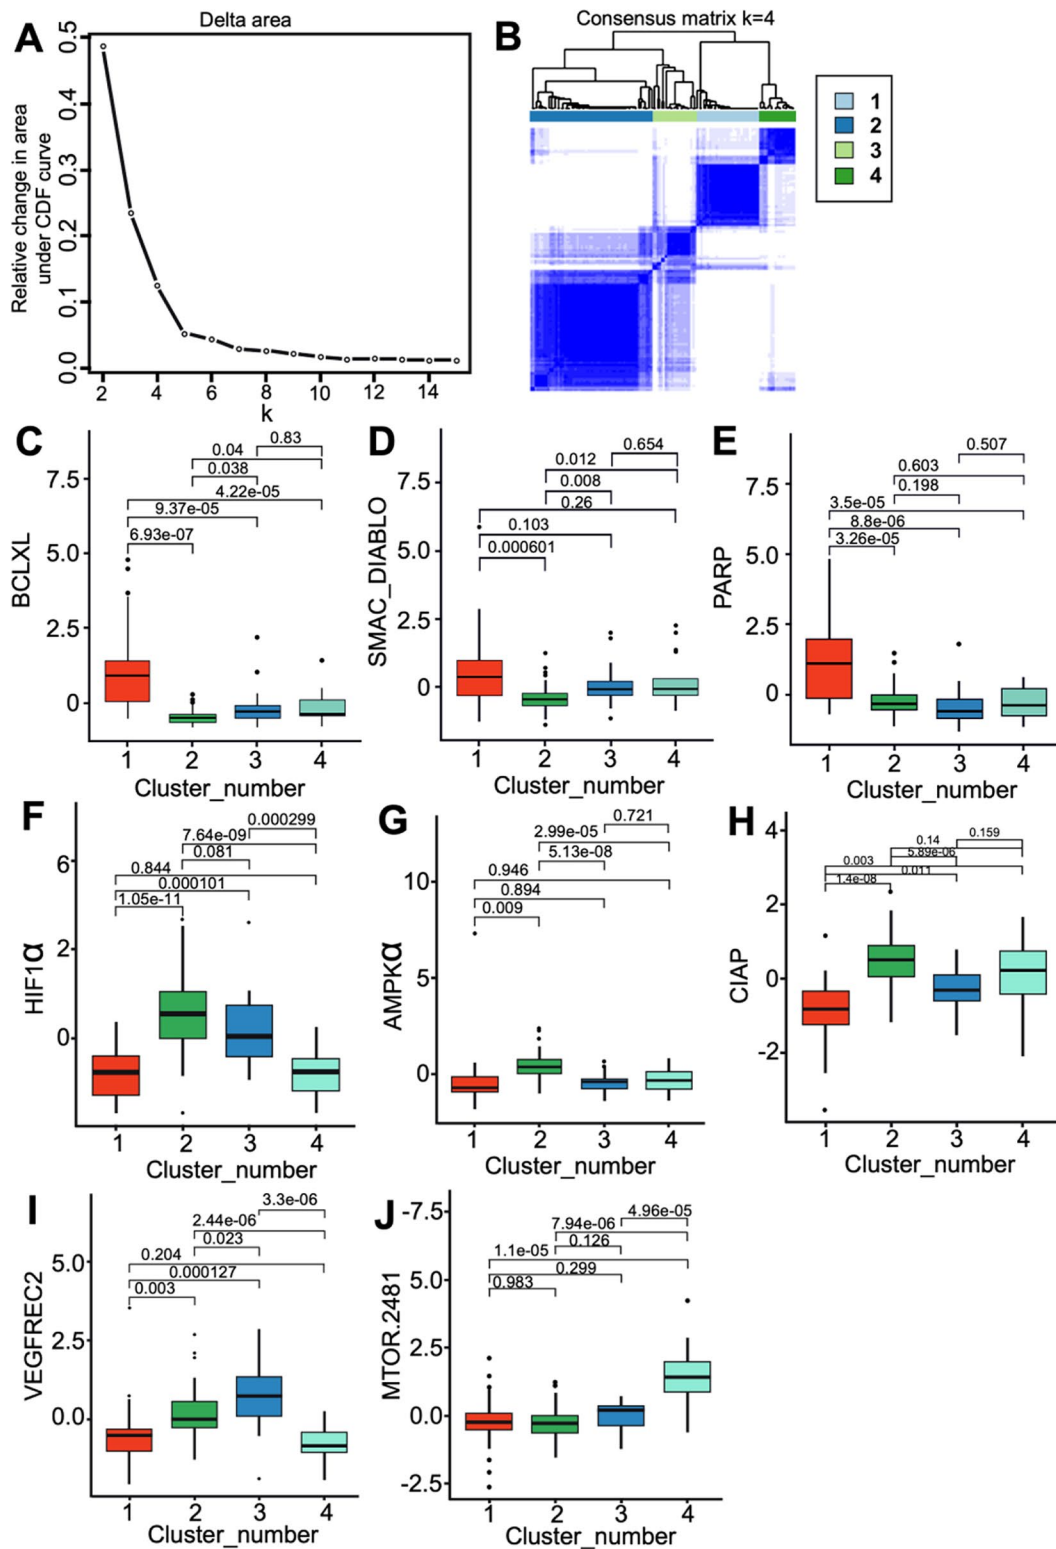 A
Delta area
0.5
0.4
0.3
0.2
0.1
0.0
Relative change in area
under CDF curve
2 4 6 8 10 12 14
k
B
Consensus matrix k=4
1
2
3
4
C
BCLXL
7.5
5.0
2.5
0
0.83
0.04
0.038
4.22e-05
9.37e-05
6.93e-07
1 2 3 4
Cluster_number
D
SMAC_DIABLO
7.5
5.0
2.5
0
0.654
0.012
0.008
0.26
0.103
0.000601
1 2 3 4
Cluster_number
E
PARP
7.5
5.0
2.5
0
0.507
0.603
0.198
3.5e-05
8.8e-06
3.26e-05
1 2 3 4
Cluster_number
F
HIF1α
6
2
0
0.000299
7.64e-09
0.081
0.844
0.000101
1.05e-11
1 2 3 4
Cluster_number
G
AMPKα
10
5
0
0.721
2.99e-05
5.13e-08
0.946
0.894
0.009
1 2 3 4
Cluster_number
H
CIAP
4
2
0
-2
0.159
0.14
5.89e-06
0.003
0.011
1.4e-08
1 2 3 4
Cluster_number
I
VEGFREC2
5.0
2.5
0.0
3.3e-06
2.44e-06
0.023
0.204
0.000127
0.003
1 2 3 4
Cluster_number
J
MTOR.2481
-7.5
5.0
2.5
0.0
-2.5
4.96e-05
7.94e-06
0.126
1.1e-05
0.299
0.983
1 2 3 4
Cluster_number